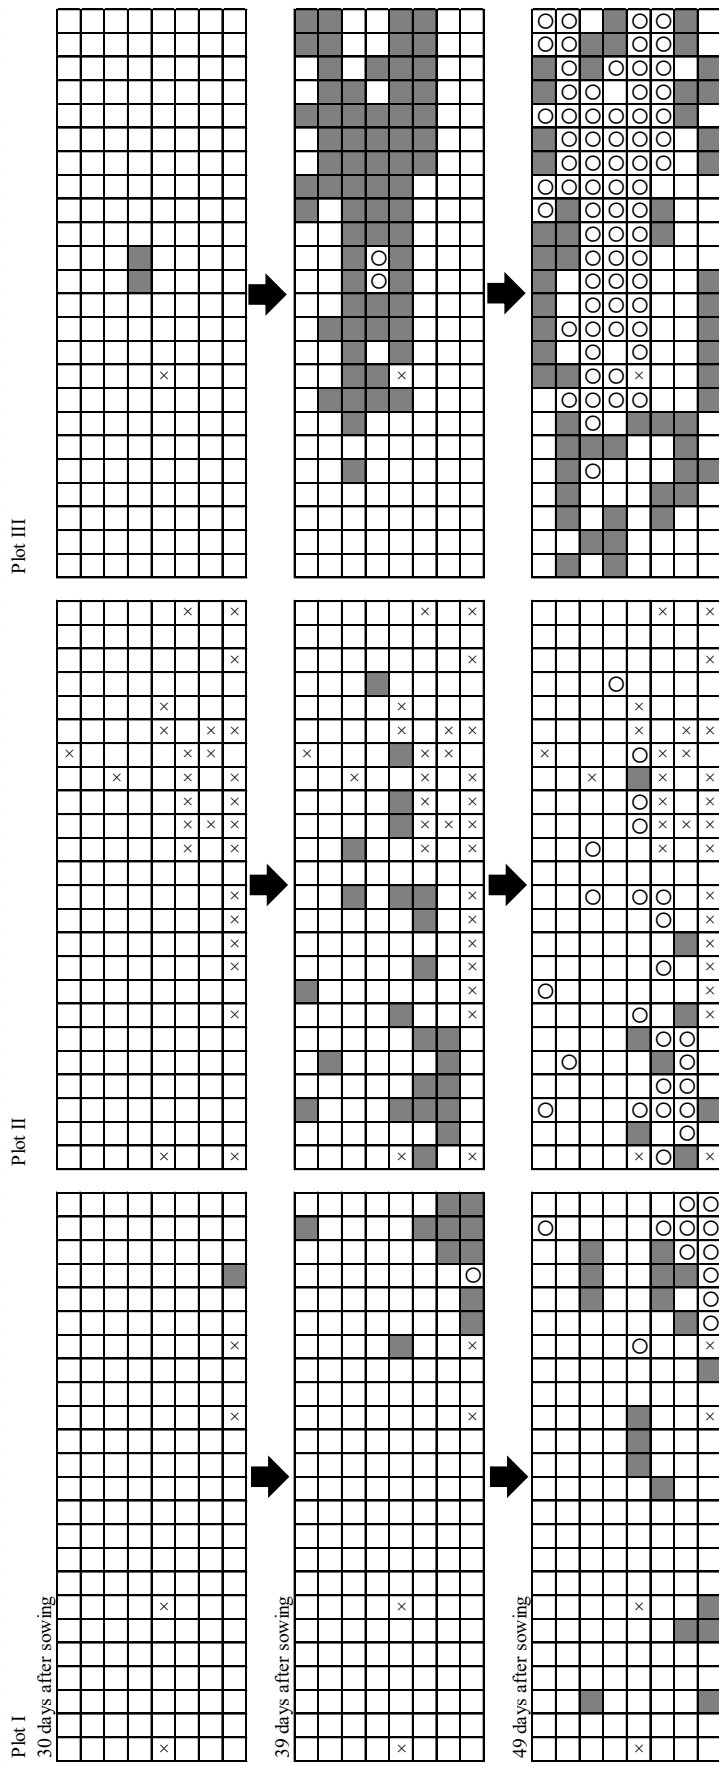 Plot I
Plot II
Plot III
30 days after sowing
39 days after sowing
49 days after sowing